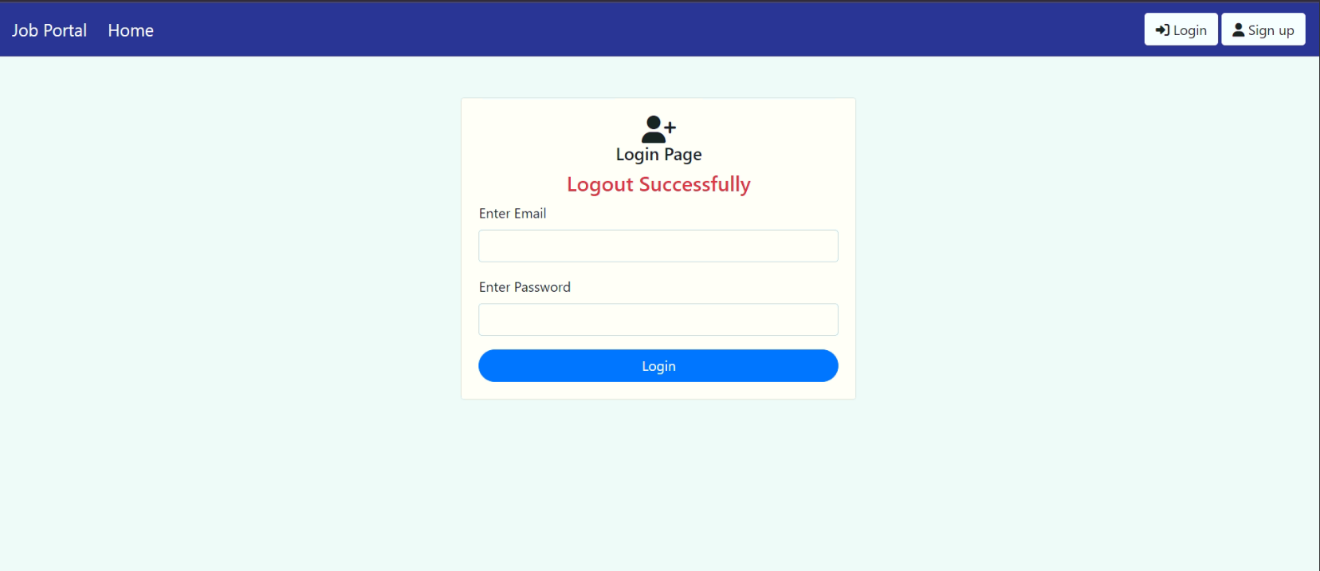 Job Portal Home Login Sign up
Login Page
Logout Successfully
Enter Email
Enter Password
Login